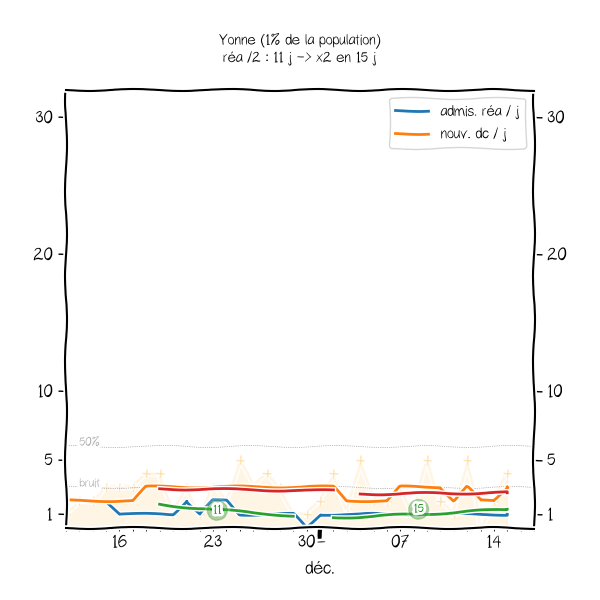 Yonne (1% de la population)
réa /2 : 11 j -> x2 en 15 j
admis. réa / j
nouv. dc / j
30 30
20 20
10 10
50%
5 5
bruit
11 15
1 1
16 23 30 07 14
déc.